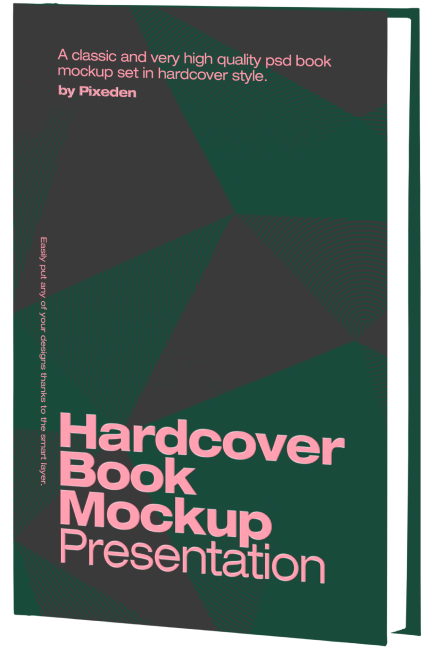 A classic and very high quality psd book
mockup set in hardcover style.
by Pixeden
Easily put any of your designs thanks to the smart layer.
Hardcover
Book
Mockup
Presentation